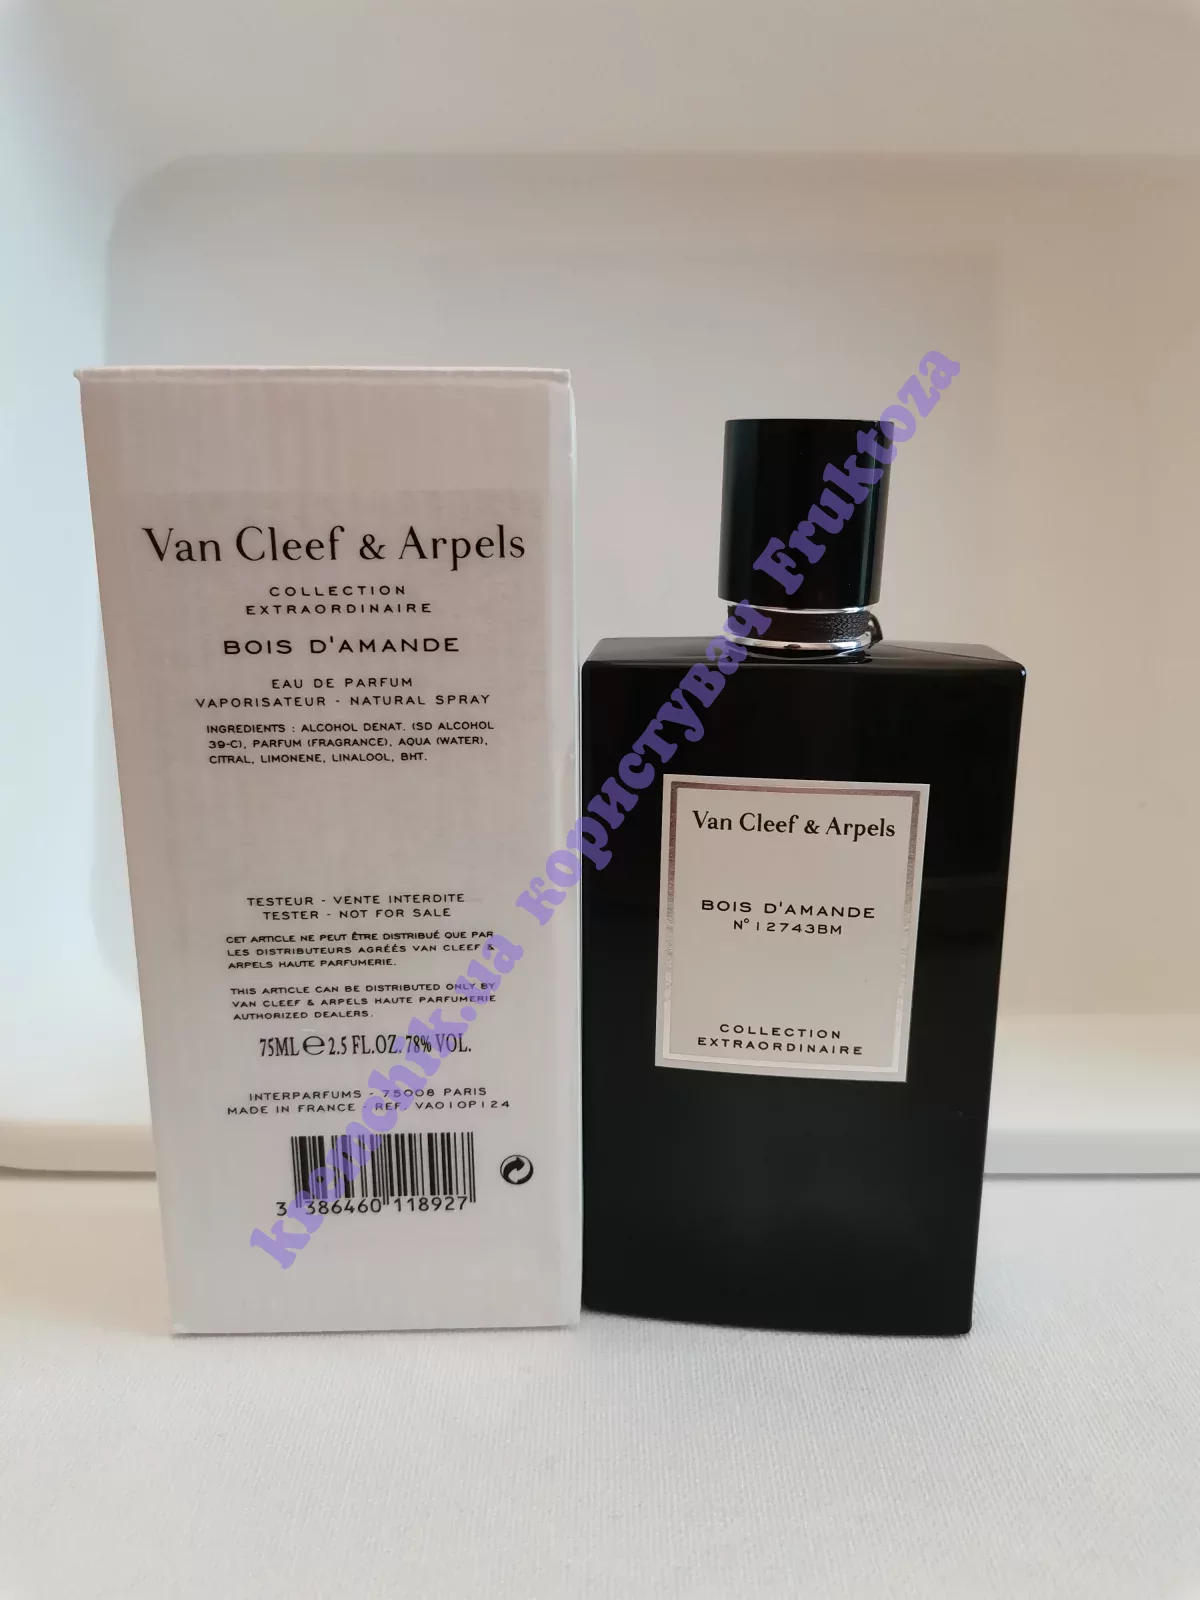 Van Cleef & Arpels
COLLECTION
EXTRAORDINAIRE
BOIS D'AMANDE
EAU DE PARFUM
VAPORISATEUR - NATURAL SPRAY
INGREDIENTS : ALCOHOL DENAT. (SD ALCOHOL
39-C), PARFUM (FRAGRANCE), AQUA (WATER),
CITRAL, LIMONENE, LINALOOL, BHT.
TESTEUR - VENTE INTERDITE
TESTER - NOT FOR SALE
CET ARTICLE NE PEUT ÊTRE DISTRIBUÉ QUE PAR
LES DISTRIBUTEURS AGRÉÉS VAN CLEEF &
ARPELS HAUTE PARFUMERIE.
THIS ARTICLE CAN BE DISTRIBUTED ONLY BY
VAN CLEEF & ARPELS HAUTE PARFUMERIE
AUTHORIZED DEALERS.
75ML ℮ 2.5 FL.OZ. 78% VOL.
INTERPARFUMS - 75008 PARIS
MADE IN FRANCE - REF. VA010P124
3 386460 118927
Van Cleef & Arpels
BOIS D'AMANDE
N° 12743BM
COLLECTION
EXTRAORDINAIRE
kremchik.ua користувач Fruktoza